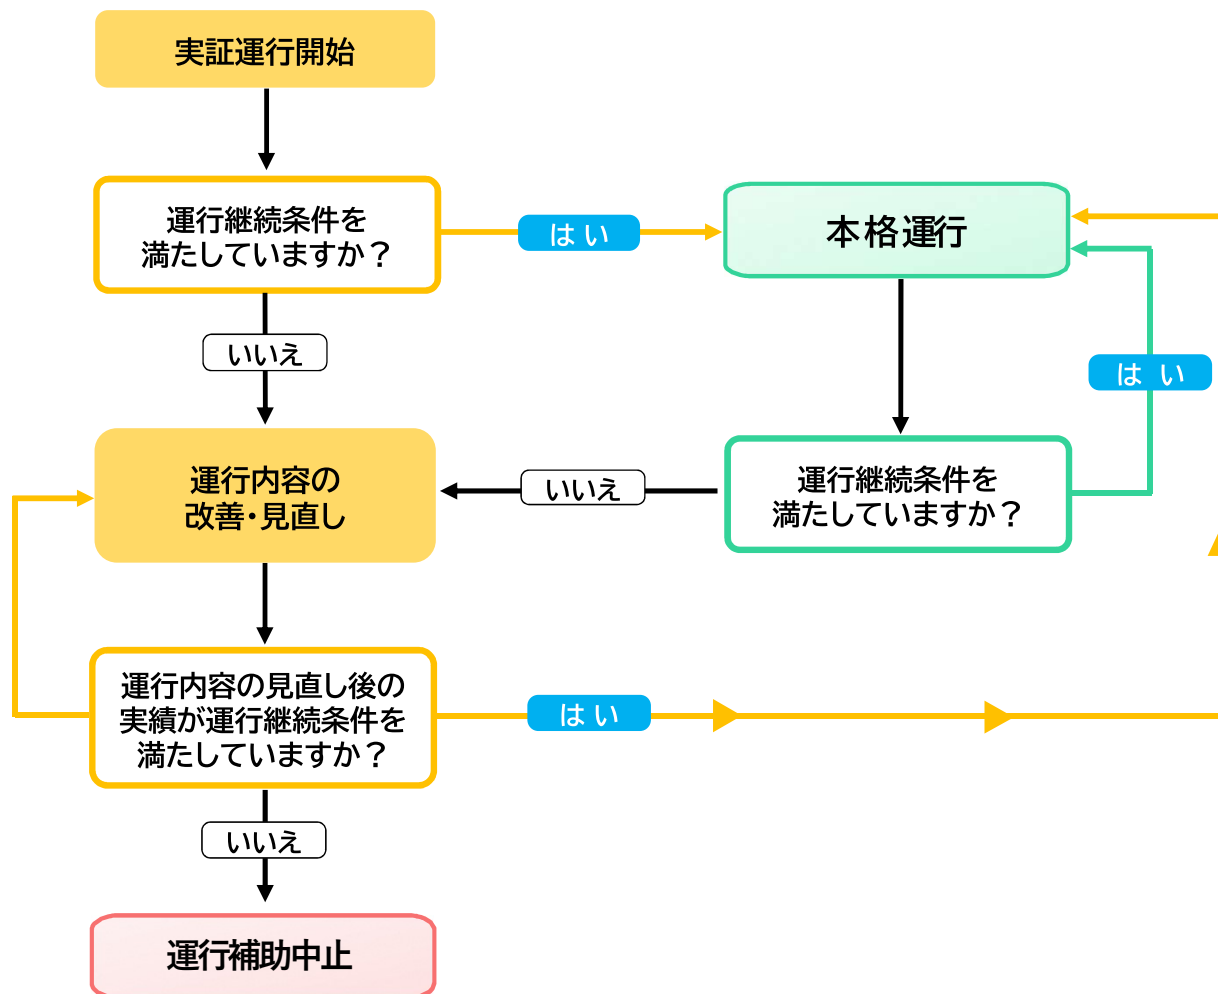 実証運行開始
運行継続条件を
満たしていますか？
はい
本格運行
いいえ
はい
運行内容の
改善・見直し
いいえ
運行継続条件を
満たしていますか？
運行内容の見直し後の
実績が運行継続条件を
満たしていますか？
はい
いいえ
運行補助中止